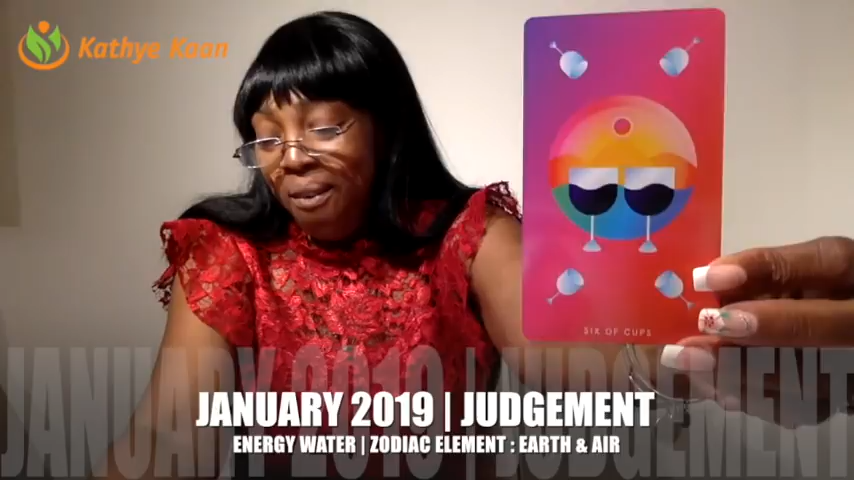 Kathye Kaan
SIX OF CUPS
JANUARY 2019 | JUDGEMENT
JANUARY 2019 | JUDGEMENT
ENERGY WATER | ZODIAC ELEMENT : EARTH & AIR